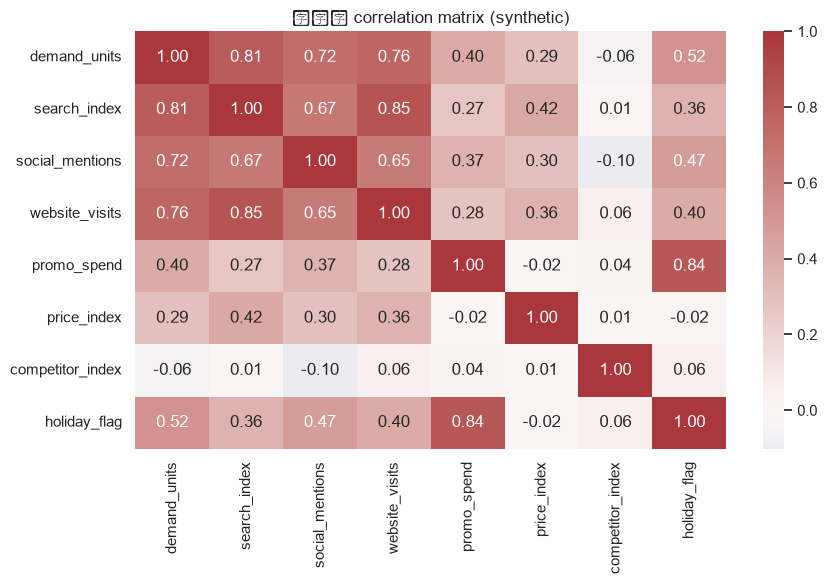 correlation matrix (synthetic)
demand_units 1.00 0.81 0.72 0.76 0.40 0.29 -0.06 0.52
search_index 0.81 1.00 0.67 0.85 0.27 0.42 0.01 0.36
social_mentions 0.72 0.67 1.00 0.65 0.37 0.30 -0.10 0.47
website_visits 0.76 0.85 0.65 1.00 0.28 0.36 0.06 0.40
promo_spend 0.40 0.27 0.37 0.28 1.00 -0.02 0.04 0.84
price_index 0.29 0.42 0.30 0.36 -0.02 1.00 0.01 -0.02
competitor_index -0.06 0.01 -0.10 0.06 0.04 0.01 1.00 0.06
holiday_flag 0.52 0.36 0.47 0.40 0.84 -0.02 0.06 1.00
demand_units search_index social_mentions website_visits promo_spend price_index competitor_index holiday_flag
1.0
0.8
0.6
0.4
0.2
0.0